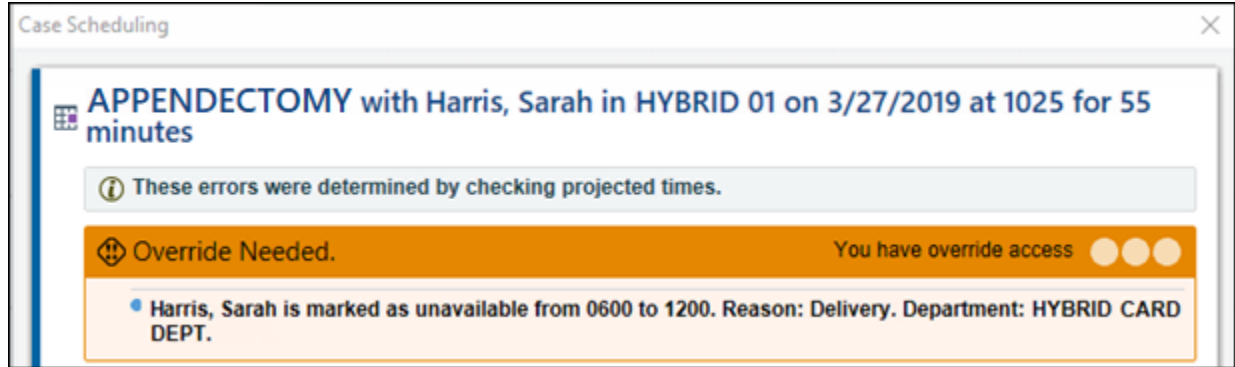 Case Scheduling
APPENDECTOMY with Harris, Sarah in HYBRID 01 on 3/27/2019 at 1025 for 55
minutes
These errors were determined by checking projected times.
Override Needed. You have override access
Harris, Sarah is marked as unavailable from 0600 to 1200. Reason: Delivery. Department: HYBRID CARD
DEPT.